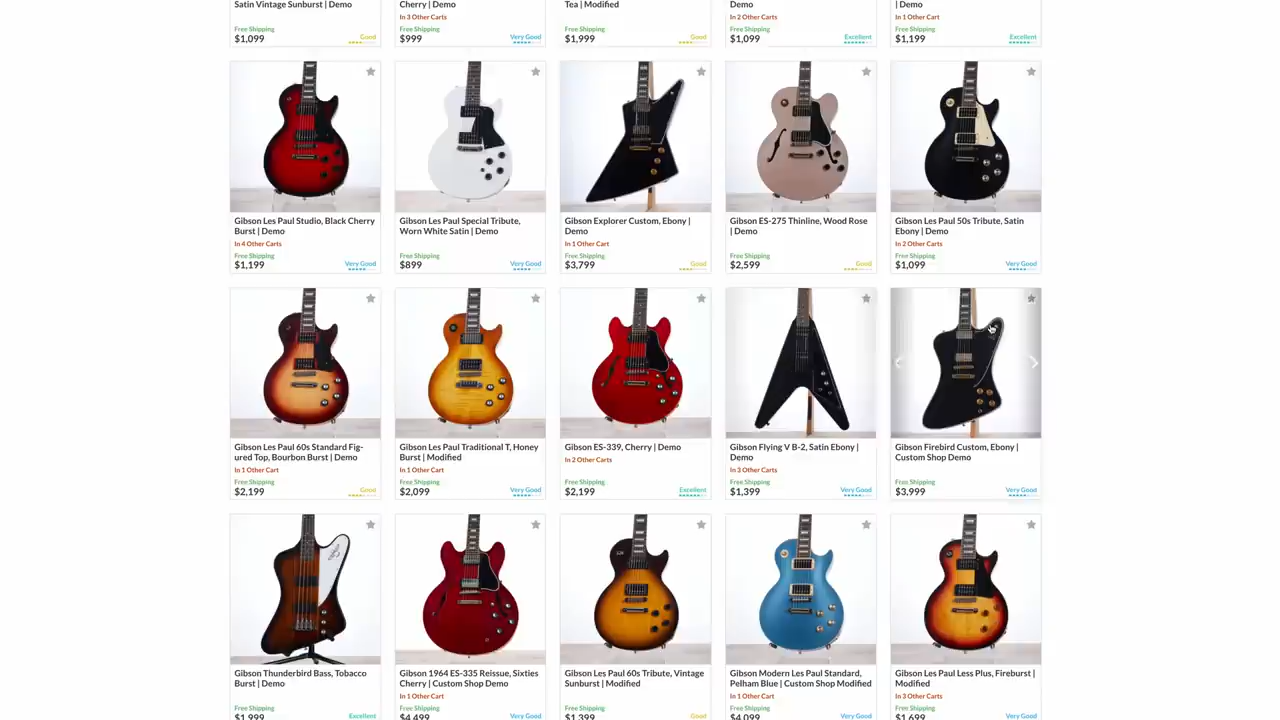 Satin Vintage Sunburst | Demo
Free Shipping
$1,099
Good
Cherry | Demo
In 3 Other Carts
Free Shipping
$999
Very Good
Tea | Modified
Free Shipping
$1,999
Good
Demo
In 2 Other Carts
Free Shipping
$1,099
Excellent
| Demo
In 1 Other Cart
Free Shipping
$1,199
Excellent
Gibson Les Paul Studio, Black Cherry
Burst | Demo
In 4 Other Carts
Free Shipping
$1,199
Very Good
Gibson Les Paul Special Tribute,
Worn White Satin | Demo
Free Shipping
$899
Very Good
Gibson Explorer Custom, Ebony |
Demo
In 1 Other Cart
Free Shipping
$3,799
Good
Gibson ES-275 Thinline, Wood Rose
| Demo
Free Shipping
$2,599
Good
Gibson Les Paul 50s Tribute, Satin
Ebony | Demo
In 2 Other Carts
Free Shipping
$1,099
Very Good
Gibson Les Paul 60s Standard Fig-
ured Top, Bourbon Burst | Demo
In 1 Other Cart
Free Shipping
$2,199
Good
Gibson Les Paul Traditional T, Honey
Burst | Modified
In 1 Other Cart
Free Shipping
$2,099
Very Good
Gibson ES-339, Cherry | Demo
In 2 Other Carts
Free Shipping
$2,199
Excellent
Gibson Flying V B-2, Satin Ebony |
Demo
In 3 Other Carts
Free Shipping
$1,399
Very Good
Gibson Firebird Custom, Ebony |
Custom Shop Demo
Free Shipping
$3,999
Very Good
Gibson Thunderbird Bass, Tobacco
Burst | Demo
Free Shipping
$1,999
Excellent
Gibson 1964 ES-335 Reissue, Sixties
Cherry | Custom Shop Demo
In 1 Other Cart
Free Shipping
$4,499
Very Good
Gibson Les Paul 60s Tribute, Vintage
Sunburst | Modified
Free Shipping
$1,399
Good
Gibson Modern Les Paul Standard,
Pelham Blue | Custom Shop Modified
In 1 Other Cart
Free Shipping
$4,099
Very Good
Gibson Les Paul Less Plus, Fireburst |
Modified
In 3 Other Carts
Free Shipping
$1,699
Very Good